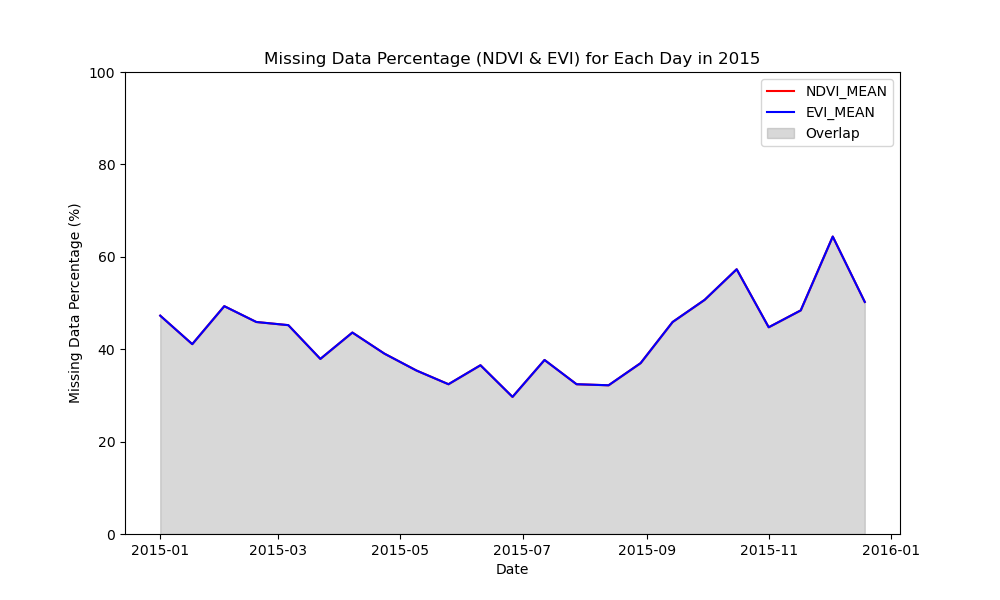 Missing Data Percentage (NDVI & EVI) for Each Day in 2015
NDVI_MEAN
EVI_MEAN
Overlap
Missing Data Percentage (%)
100
80
60
40
20
0
2015-01
2015-03
2015-05
2015-07
2015-09
2015-11
2016-01
Date